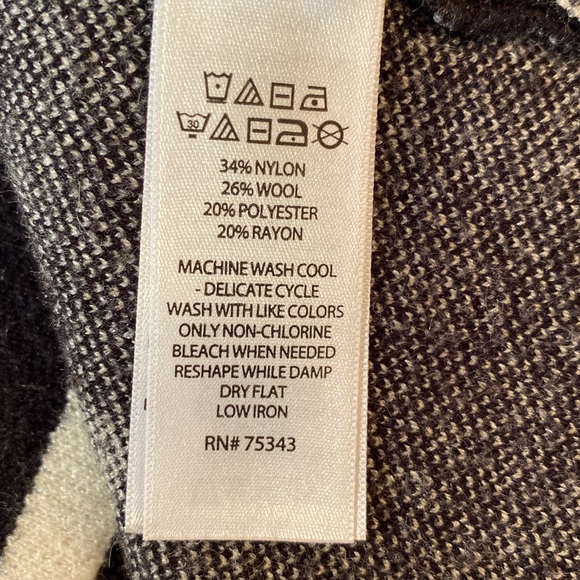 30
34% NYLON
26% WOOL
20% POLYESTER
20% RAYON
MACHINE WASH COOL
- DELICATE CYCLE
WASH WITH LIKE COLORS
ONLY NON-CHLORINE
BLEACH WHEN NEEDED
RESHAPE WHILE DAMP
DRY FLAT
LOW IRON
RN# 75343